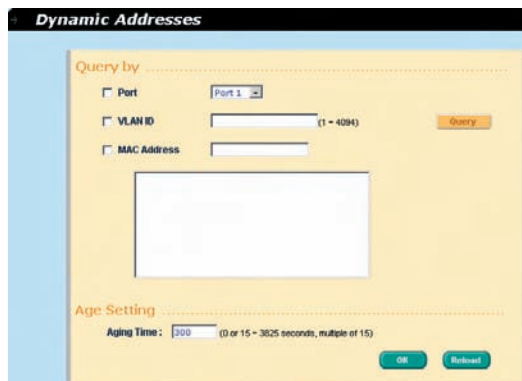 Dynamic Addresses
Query by
Port Port 1
VLAN ID (1 - 4094) Query
MAC Address
Age Setting
Aging Time : 300 (0 or 15 - 3825 seconds, multiple of 15)
OK Reload